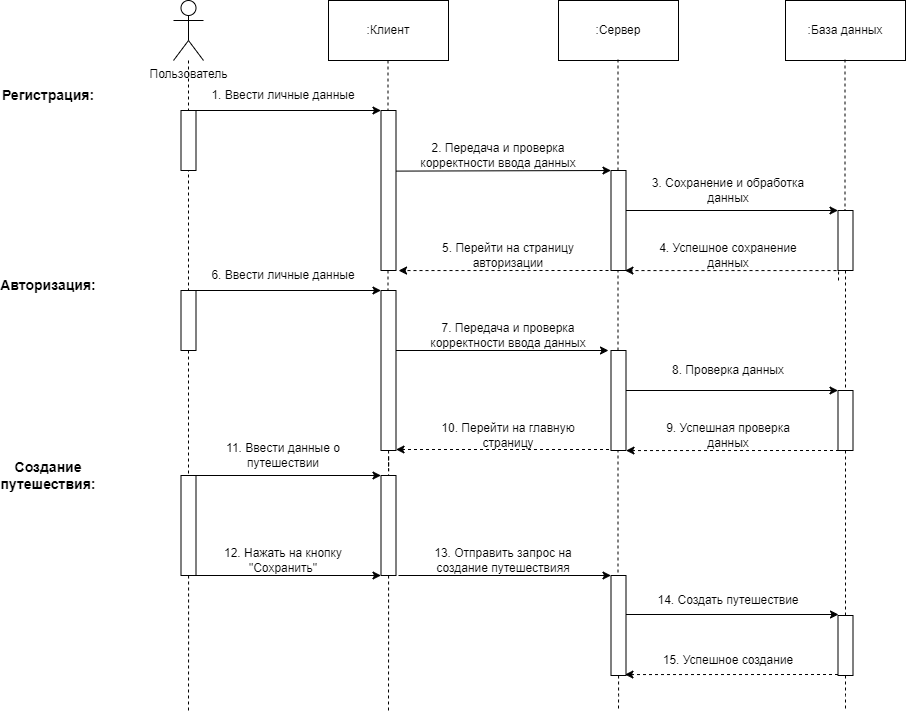 :Клиент
:Сервер
:База данных
Пользователь
Регистрация:
1. Ввести личные данные
2. Передача и проверка
корректности ввода данных
3. Сохранение и обработка
данных
4. Успешное сохранение
данных
5. Перейти на страницу
авторизации
Авторизация:
6. Ввести личные данные
7. Передача и проверка
корректности ввода данных
8. Проверка данных
9. Успешная проверка
данных
10. Перейти на главную
страницу
Создание
путешествия:
11. Ввести данные о
путешествии
12. Нажать на кнопку
"Сохранить"
13. Отправить запрос на
создание путешествияя
14. Создать путешествие
15. Успешное создание